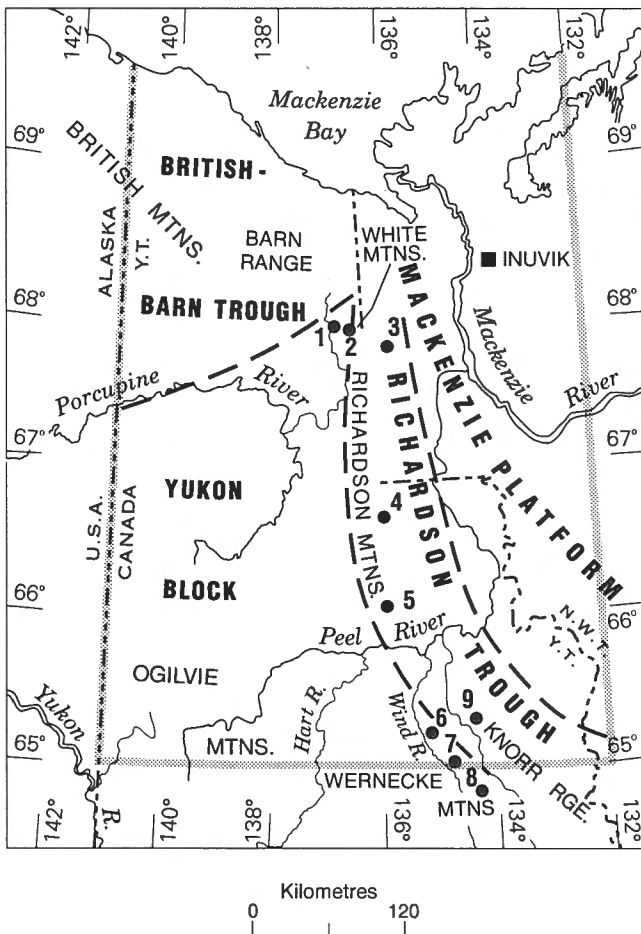 142° 140° 138° 136° 134° 132°
Mackenzie
Bay
69° 69°
BRITISH-
BRITISH MTNS.
ALASKA
Y.T.
BARN
RANGE
WHITE
MTNS.
INUVIK
68° 68°
BARN TROUGH
MACKENZIE PLATFORM
1 2 3
Mackenzie
River
Porcupine
River
RICHARDSON MTNS.
RICHARDSON
TROUGH
67° 67°
U.S.A.
CANADA
YUKON
BLOCK
4
66° 66°
5
N.W.T.
Y.T.
Peel River
OGILVIE
MTNS.
Yukon
R.
Hart R.
Wind R.
9
6
7
8
KNORR RGE.
65° 65°
WERNECKE
MTNS
142° 140° 138° 136° 134° 132°
Kilometres
0 120